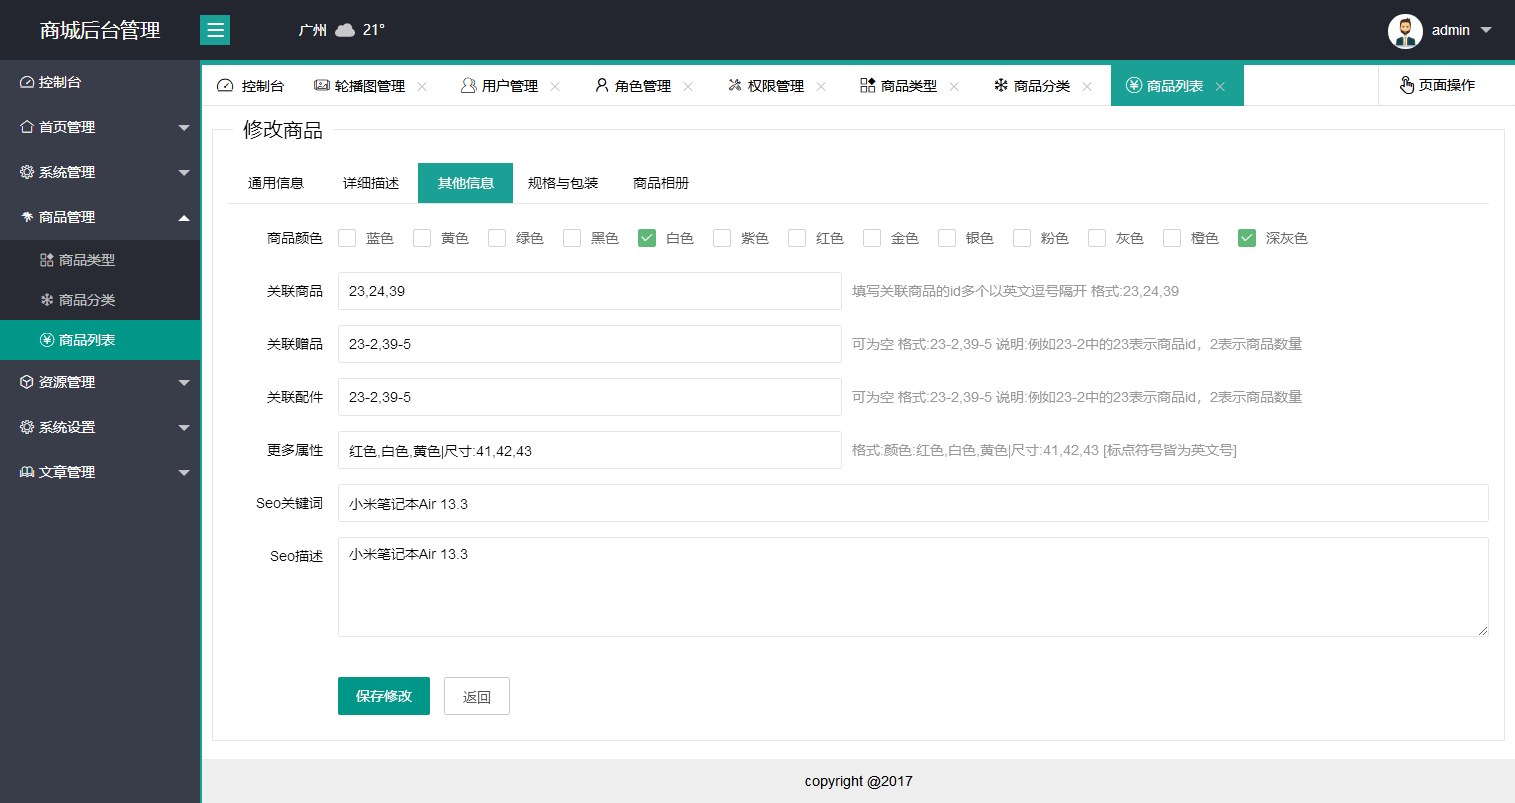 商城后台管理
广州 21°
admin
控制台
首页管理
系统管理
商品管理
商品类型
商品分类
商品列表
资源管理
系统设置
文章管理
控制台 轮播图管理 用户管理 角色管理 权限管理 商品类型 商品分类 商品列表 页面操作
修改商品
通用信息 详细描述 其他信息 规格与包装 商品相册
商品颜色 蓝色 黄色 绿色 黑色 白色 紫色 红色 金色 银色 粉色 灰色 橙色 深灰色
关联商品 23,24,39 填写关联商品的id多个以英文逗号隔开 格式:23,24,39
关联赠品 23-2,39-5 可为空 格式:23-2,39-5 说明:例如23-2中的23表示商品id，2表示商品数量
关联配件 23-2,39-5 可为空 格式:23-2,39-5 说明:例如23-2中的23表示商品id，2表示商品数量
更多属性 红色,白色,黄色|尺寸:41,42,43 格式:颜色:红色,白色,黄色|尺寸:41,42,43 [标点符号皆为英文号]
Seo关键词 小米笔记本Air 13.3
Seo描述 小米笔记本Air 13.3
保存修改 返回
copyright @2017